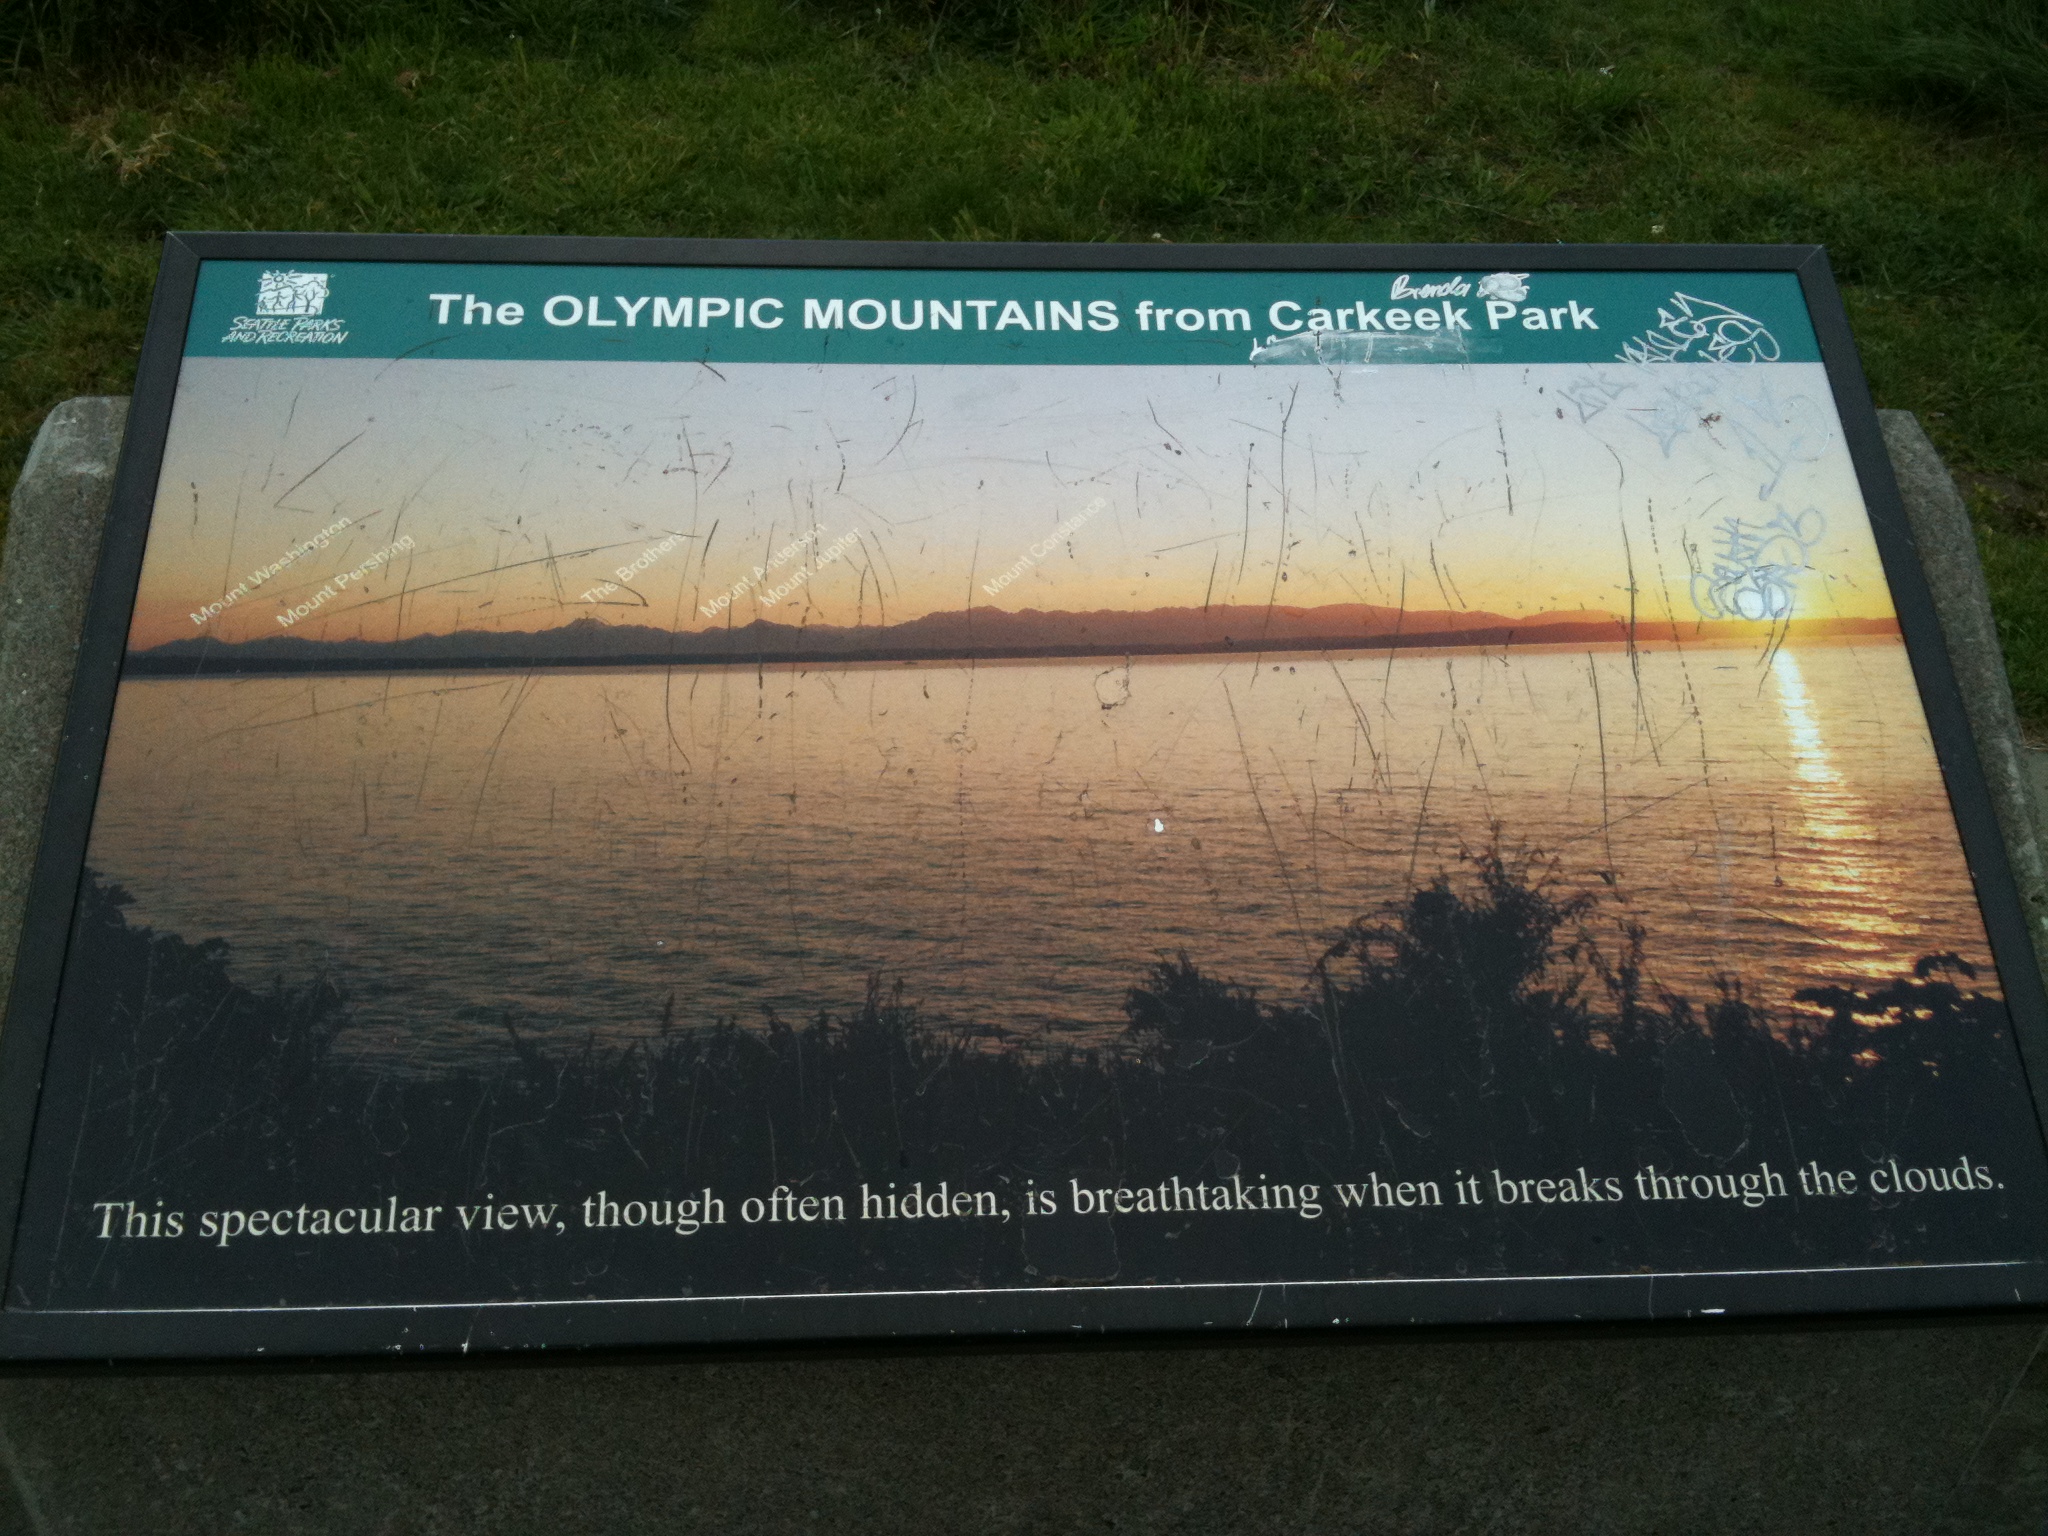 SEATTLE PARKS
AND RECREATION
The OLYMPIC MOUNTAINS from Carkeek Park
Brenda
Mount Washington
Mount Pershing
The Brothers
Mount Anderson
Mount Jupiter
Mount Constance
This spectacular view, though often hidden, is breathtaking when it breaks through the clouds.